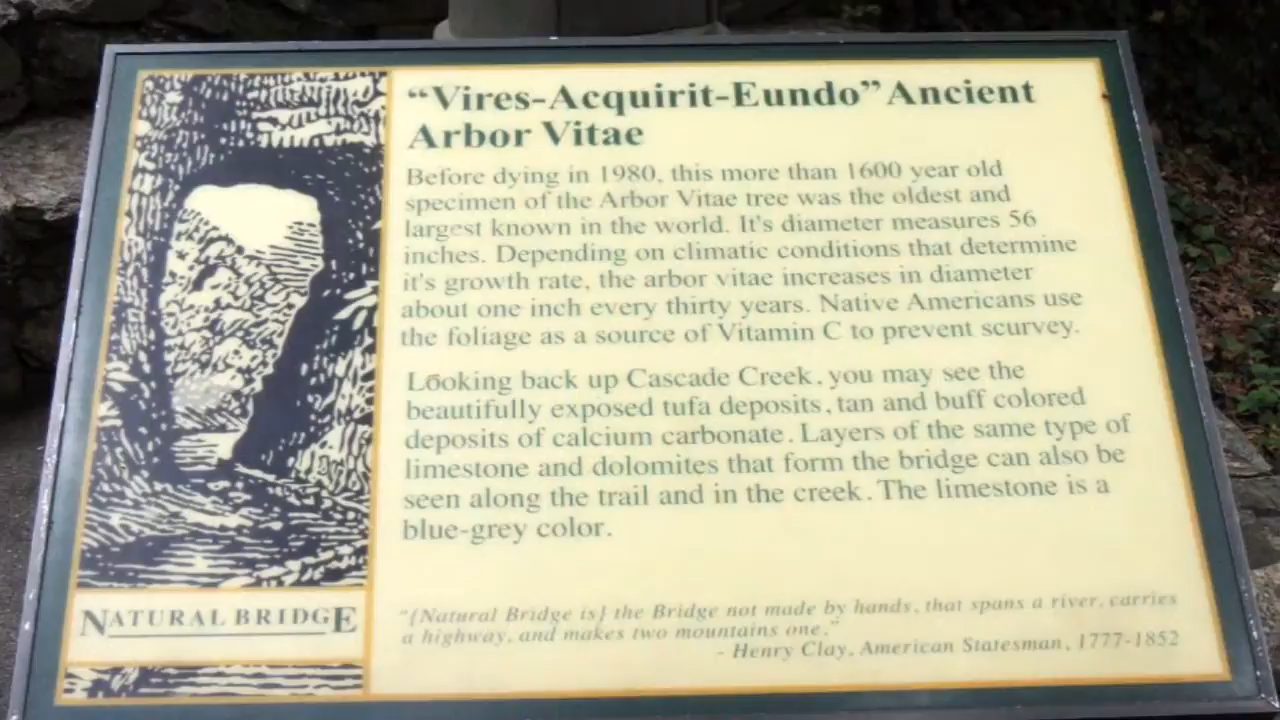 "Vires-Acquirit-Eundo" Ancient
Arbor Vitae
Before dying in 1980, this more than 1600 year old
specimen of the Arbor Vitae tree was the oldest and
largest known in the world. It's diameter measures 56
inches. Depending on climatic conditions that determine
it's growth rate, the arbor vitae increases in diameter
about one inch every thirty years. Native Americans use
the foliage as a source of Vitamin C to prevent scurvey.
Looking back up Cascade Creek, you may see the
beautifully exposed tufa deposits, tan and buff colored
deposits of calcium carbonate. Layers of the same type of
limestone and dolomites that form the bridge can also be
seen along the trail and in the creek. The limestone is a
blue-grey color.
"{Natural Bridge is} the Bridge not made by hands, that spans a river, carries
a highway, and makes two mountains one."
- Henry Clay, American Statesman, 1777-1852
NATURAL BRIDGE